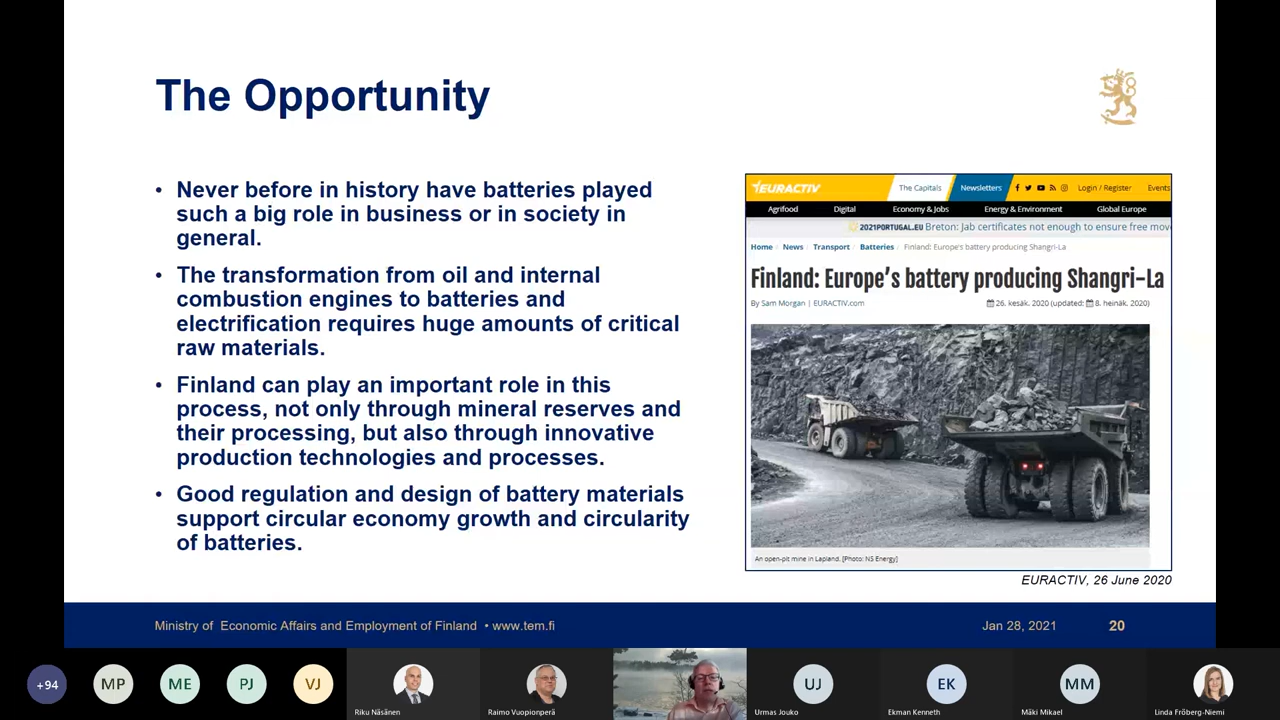 The Opportunity
• Never before in history have batteries played
such a big role in business or in society in
general.
• The transformation from oil and internal
combustion engines to batteries and
electrification requires huge amounts of critical
raw materials.
• Finland can play an important role in this
process, not only through mineral reserves and
their processing, but also through innovative
production technologies and processes.
• Good regulation and design of battery materials
support circular economy growth and circularity
of batteries.
EURACTIV
The Capitals
Newsletters
Login / Register
Events
Agrifood
Digital
Economy & Jobs
Energy & Environment
Global Europe
2021PORTUGAL.EU Breton: Jab certificates not enough to ensure free mov
Home / News / Transport / Batteries / Finland: Europe's battery producing Shangri-La
Finland: Europe's battery producing Shangri-La
By Sam Morgan | EURACTIV.com
26. kesäk. 2020 (updated: 8. heinäk. 2020)
An open-pit mine in Lapland. [Photo: NS Energy]
EURACTIV, 26 June 2020
Ministry of Economic Affairs and Employment of Finland • www.tem.fi
Jan 28, 2021
20
+94
MP
ME
PJ
VJ
Riku Näsänen
Raimo Vuopionperä
UJ
Urmas Jouko
EK
Ekman Kenneth
MM
Mäki Mikael
Linda Fröberg-Niemi